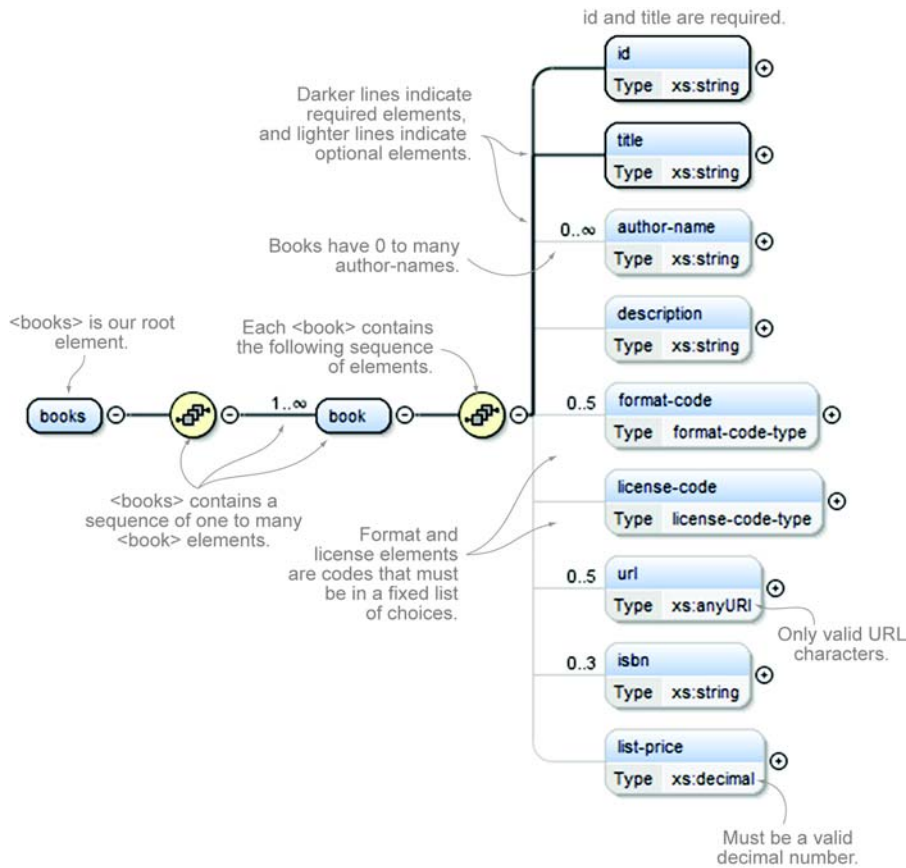 id and title are required.
id
Type xs:string
Darker lines indicate
required elements,
and lighter lines indicate
optional elements.
title
Type xs:string
0..∞
author-name
Type xs:string
Books have 0 to many
author-names.
description
Type xs:string
<books> is our root
element.
Each <book> contains
the following sequence
of elements.
books
1..∞
book
0..5
format-code
Type format-code-type
<books> contains a
sequence of one to many
<book> elements.
license-code
Type license-code-type
Format and
license elements
are codes that must
be in a fixed list
of choices.
0..5
url
Type xs:anyURI
Only valid URL
characters.
0..3
isbn
Type xs:string
list-price
Type xs:decimal
Must be a valid
decimal number.